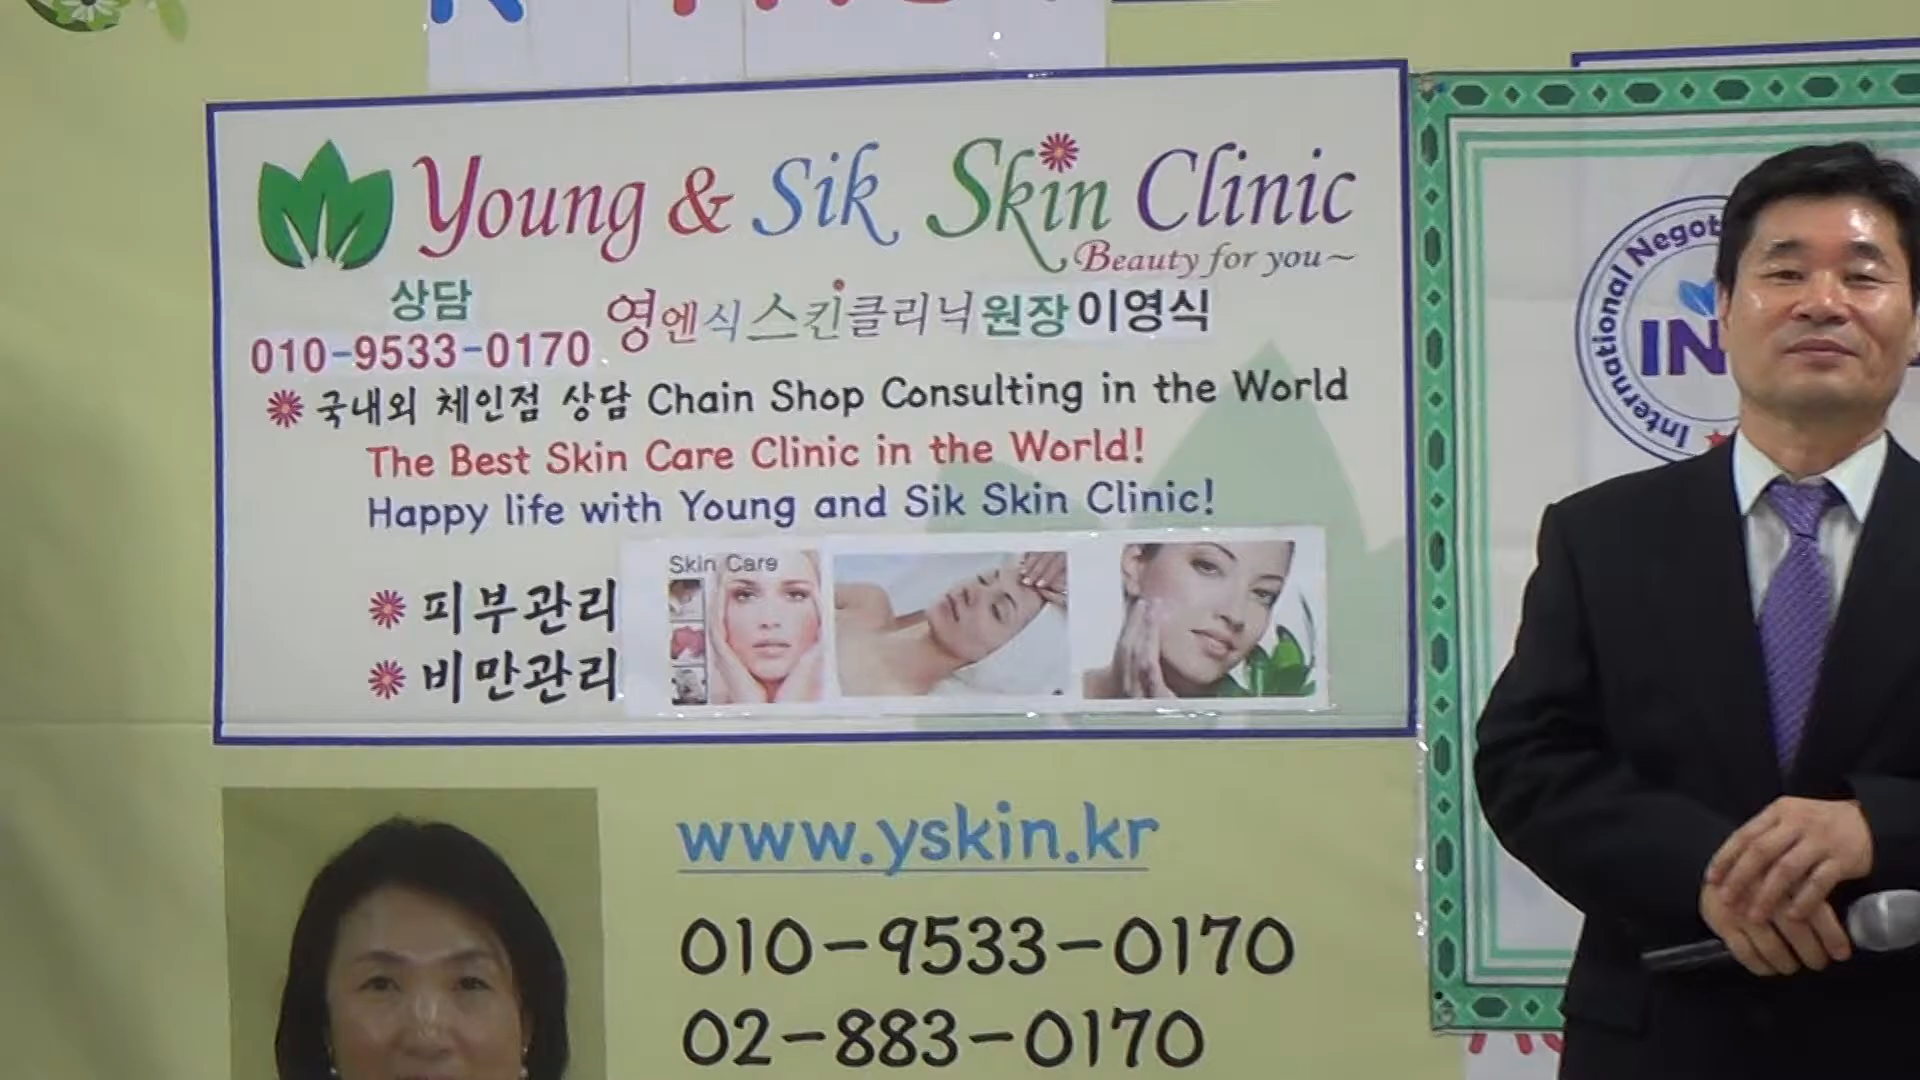 Young & Sik Skin Clinic
Beauty for you~
상담
010-9533-0170
영엔식스킨클리닉 원장 이영식
국내외 체인점 상담 Chain Shop Consulting in the World
The Best Skin Care Clinic in the World!
Happy life with Young and Sik Skin Clinic!
Skin Care
피부관리
비만관리
www.yskin.kr
010-9533-0170
02-883-0170
International